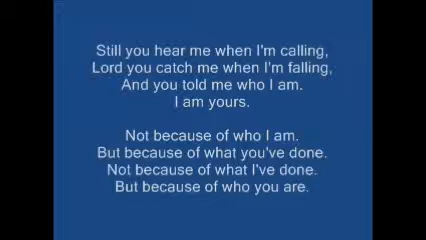 Still you hear me when I'm calling,
Lord you catch me when I'm falling,
And you told me who I am.
I am yours.
Not because of who I am.
But because of what you've done.
Not because of what I've done.
But because of who you are.